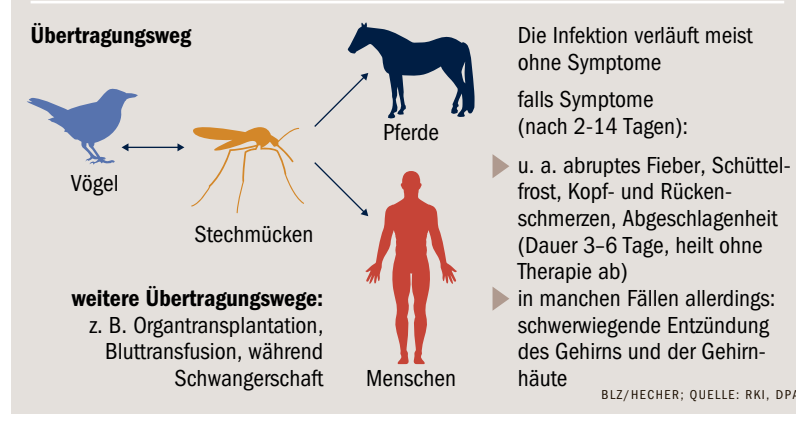 Übertragungsweg
Vögel
Stechmücken
Pferde
Menschen
weitere Übertragungswege:
z. B. Organtransplantation,
Bluttransfusion, während
Schwangerschaft
Die Infektion verläuft meist
ohne Symptome
falls Symptome
(nach 2-14 Tagen):
u. a. abruptes Fieber, Schüttel-
frost, Kopf- und Rücken-
schmerzen, Abgeschlagenheit
(Dauer 3–6 Tage, heilt ohne
Therapie ab)
in manchen Fällen allerdings:
schwerwiegende Entzündung
des Gehirns und der Gehirn-
häute
BLZ/HECHER; QUELLE: RKI, DPA